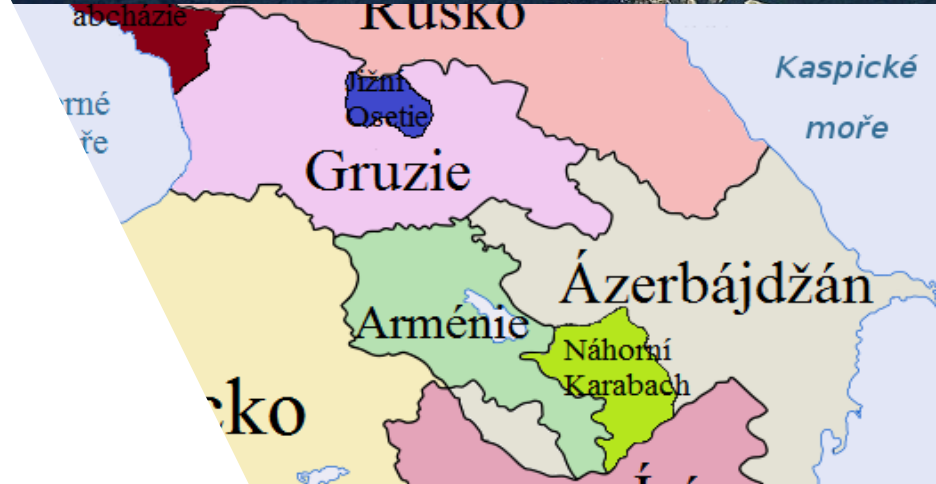 abcházie
Rusko
Kaspické
moře
Jižní
Osetie
rné
ře
Gruzie
Ázerbájdžán
Arménie
Náhorní
Karabach
cko